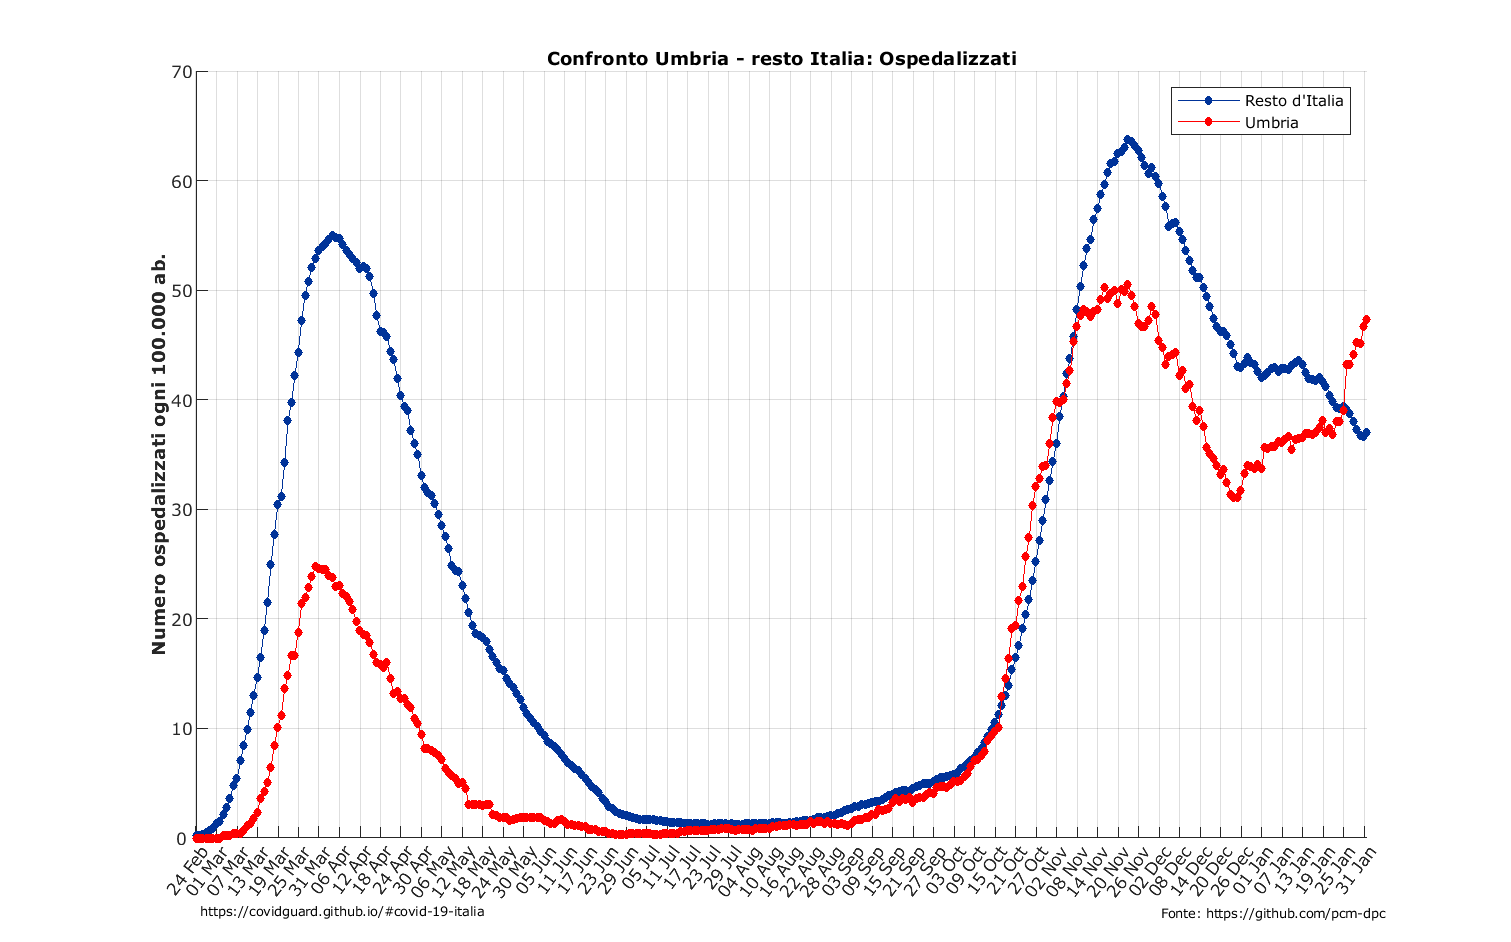 Confronto Umbria - resto Italia: Ospedalizzati
70
60
50
40
30
20
10
0
Numero ospedalizzati ogni 100.000 ab.
Resto d'Italia
Umbria
24 Feb
01 Mar
07 Mar
13 Mar
19 Mar
25 Mar
31 Mar
06 Apr
12 Apr
18 Apr
24 Apr
30 Apr
06 May
12 May
18 May
24 May
30 May
05 Jun
11 Jun
17 Jun
23 Jun
29 Jun
05 Jul
11 Jul
17 Jul
23 Jul
29 Jul
04 Aug
10 Aug
16 Aug
22 Aug
28 Aug
03 Sep
09 Sep
15 Sep
21 Sep
27 Sep
03 Oct
09 Oct
15 Oct
21 Oct
27 Oct
02 Nov
08 Nov
14 Nov
20 Nov
26 Nov
02 Dec
08 Dec
14 Dec
20 Dec
26 Dec
01 Jan
07 Jan
13 Jan
19 Jan
25 Jan
31 Jan
https://covidguard.github.io/#covid-19-italia
Fonte: https://github.com/pcm-dpc